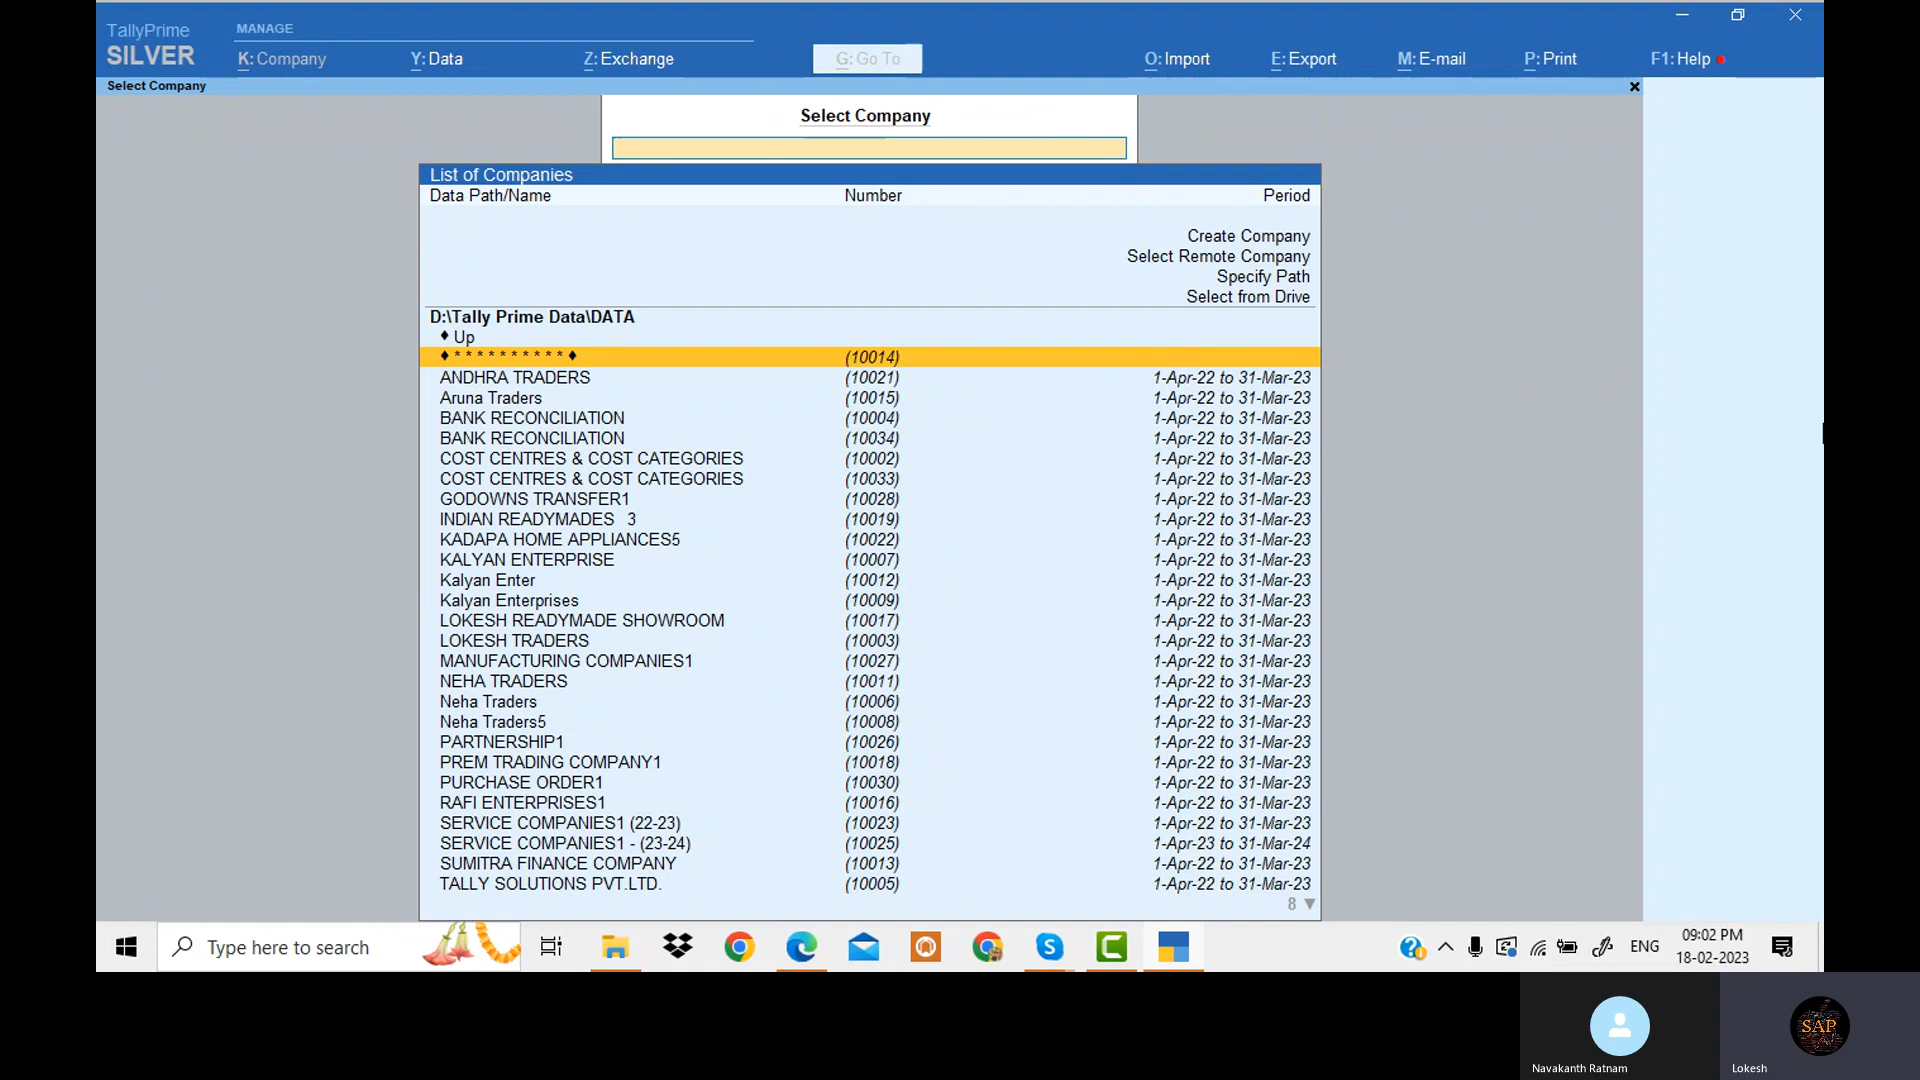 TallyPrime
SILVER
MANAGE
K: Company
Y: Data
Z: Exchange
G: Go To
O: Import
E: Export
M: E-mail
P: Print
F1: Help
Select Company
Select Company
List of Companies
Data Path/Name Number Period
Create Company
Select Remote Company
Specify Path
Select from Drive
D:\Tally Prime Data\DATA
♦ Up
♦ * * * * * * * * * * ♦ (10014)
ANDHRA TRADERS (10021) 1-Apr-22 to 31-Mar-23
Aruna Traders (10015) 1-Apr-22 to 31-Mar-23
BANK RECONCILIATION (10004) 1-Apr-22 to 31-Mar-23
BANK RECONCILIATION (10034) 1-Apr-22 to 31-Mar-23
COST CENTRES & COST CATEGORIES (10002) 1-Apr-22 to 31-Mar-23
COST CENTRES & COST CATEGORIES (10033) 1-Apr-22 to 31-Mar-23
GODOWNS TRANSFER1 (10028) 1-Apr-22 to 31-Mar-23
INDIAN READYMADES 3 (10019) 1-Apr-22 to 31-Mar-23
KADAPA HOME APPLIANCES5 (10022) 1-Apr-22 to 31-Mar-23
KALYAN ENTERPRISE (10007) 1-Apr-22 to 31-Mar-23
Kalyan Enter (10012) 1-Apr-22 to 31-Mar-23
Kalyan Enterprises (10009) 1-Apr-22 to 31-Mar-23
LOKESH READYMADE SHOWROOM (10017) 1-Apr-22 to 31-Mar-23
LOKESH TRADERS (10003) 1-Apr-22 to 31-Mar-23
MANUFACTURING COMPANIES1 (10027) 1-Apr-22 to 31-Mar-23
NEHA TRADERS (10011) 1-Apr-22 to 31-Mar-23
Neha Traders (10006) 1-Apr-22 to 31-Mar-23
Neha Traders5 (10008) 1-Apr-22 to 31-Mar-23
PARTNERSHIP1 (10026) 1-Apr-22 to 31-Mar-23
PREM TRADING COMPANY1 (10018) 1-Apr-22 to 31-Mar-23
PURCHASE ORDER1 (10030) 1-Apr-22 to 31-Mar-23
RAFI ENTERPRISES1 (10016) 1-Apr-22 to 31-Mar-23
SERVICE COMPANIES1 (22-23) (10023) 1-Apr-22 to 31-Mar-23
SERVICE COMPANIES1 - (23-24) (10025) 1-Apr-23 to 31-Mar-24
SUMITRA FINANCE COMPANY (10013) 1-Apr-22 to 31-Mar-23
TALLY SOLUTIONS PVT.LTD. (10005) 1-Apr-22 to 31-Mar-23
8 ▼
Type here to search
ENG
09:02 PM
18-02-2023
SAP
Navakanth Ratnam
Lokesh